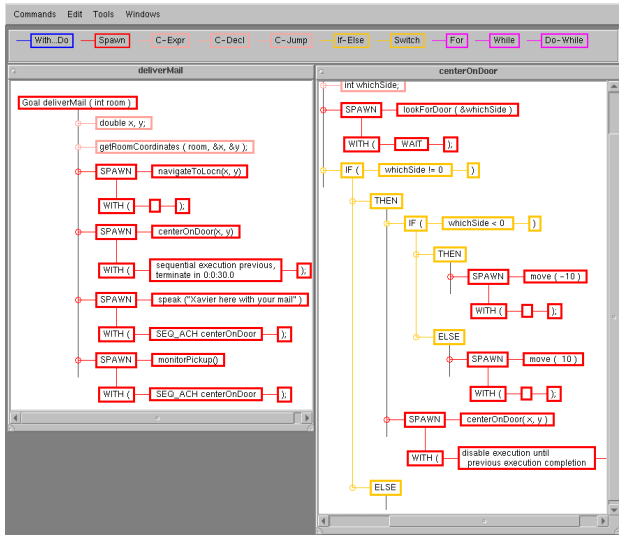 Commands Edit Tools Windows
With...Do Spawn C-Expr C-Decl C-Jump If-Else Switch For While Do-While
deliverMail
Goal deliverMail ( int room )
double x, y;
getRoomCoordinates ( room, &x, &y );
SPAWN navigateToLocn(x, y)
WITH ( );
SPAWN centerOnDoor(x, y)
WITH ( sequential execution previous,
terminate in 0:0:30.0 );
SPAWN speak ("Xavier here with your mail" )
WITH ( SEQ_ACH centerOnDoor );
SPAWN monitorPickup()
WITH ( SEQ_ACH centerOnDoor );
centerOnDoor
int whichSide;
SPAWN lookForDoor ( &whichSide )
WITH ( WAIT );
IF ( whichSide != 0 )
THEN
IF ( whichSide < 0 )
THEN
SPAWN move ( -10 )
WITH ( );
ELSE
SPAWN move ( 10 )
WITH ( );
SPAWN centerOnDoor( x, y )
WITH ( disable execution until
previous execution completion
ELSE